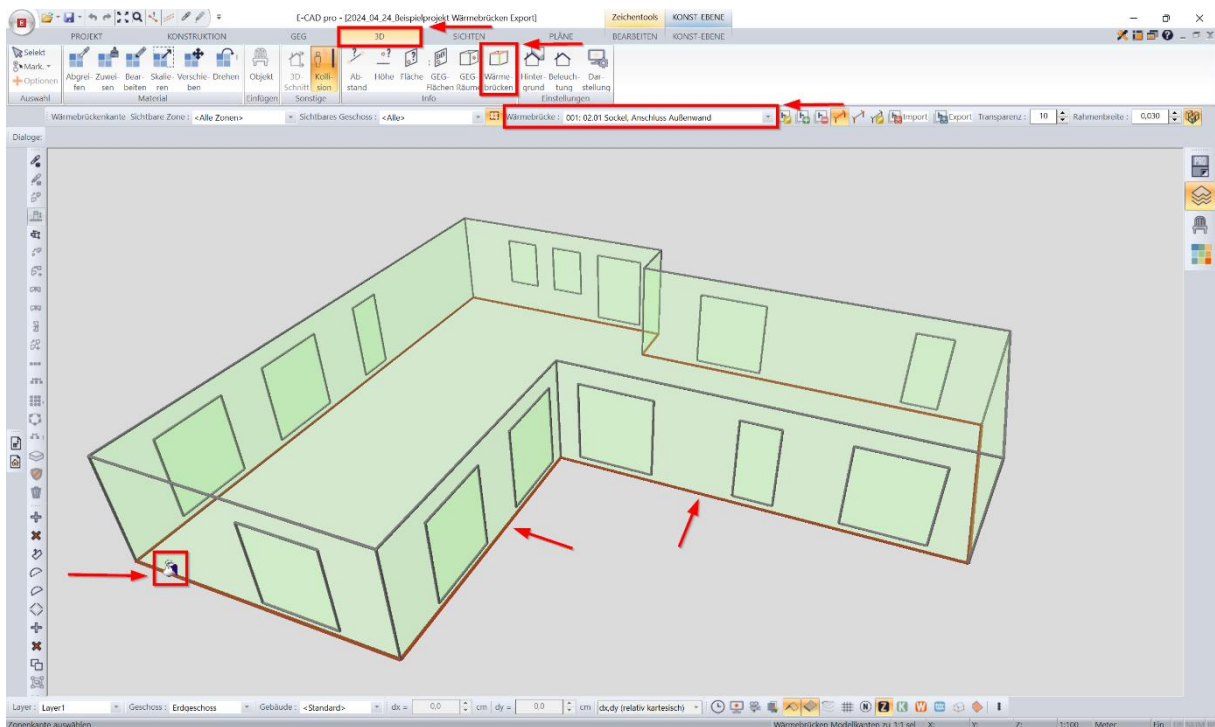 E-CAD pro - [2024_04_24_Beispielprojekt Wärmebrücken Export]
Zeichentools KONST EBENE
PROJEKT KONSTRUKTION GEG 3D SICHTEN PLÄNE BEARBEITEN KONST-EBENE
Selekt
Mark.
Optionen
Auswahl
Abgrei- Zuwei- Bear- Skalie- Verschie- Drehen
fen sen beiten ren ben
Material
Objekt
Einfügen
3D- Kolli-
Schnitt sion
Sonstige
Ab- Höhe Fläche GEG- GEG- Wärme-
stand Flächen Räume brücken
Info
Hinter- Beleuch- Dar-
grund tung stellung
Einstellungen
Wärmebrückenkante Sichtbare Zone : <Alle Zonen> Sichtbares Geschoss : <Alle> Wärmebrücke : 001: 02.01 Sockel, Anschluss Außenwand Import Export Transparenz : 10 Rahmenbreite : 0,030
Dialoge:
PRO
Layer : Layer1 Geschoss : Erdgeschoss Gebäude : <Standard> dx = 0,0 cm dy = 0,0 cm dx,dy (relativ kartesisch)
Zonenkante auswählen Wärmebrücken Modellkanten zu 1:1 sel X: Y: Z: 1:100 Meter Ein